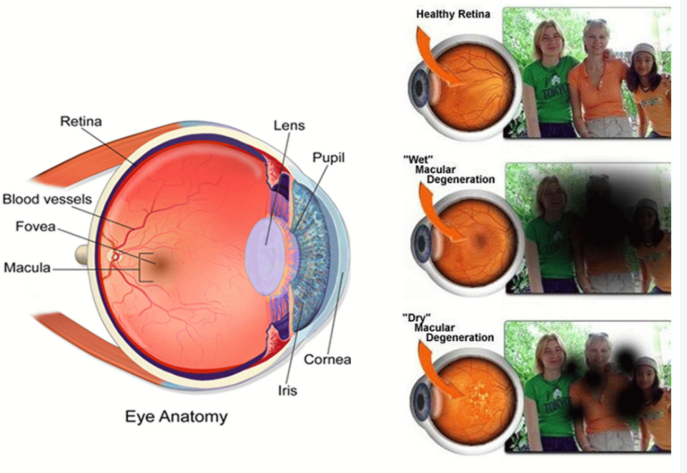 Healthy Retina
Retina
Lens
Pupil
Blood vessels
Fovea
Macula
Cornea
Iris
Eye Anatomy
"Wet"
Macular
Degeneration
"Dry"
Macular
Degeneration
TOKYO